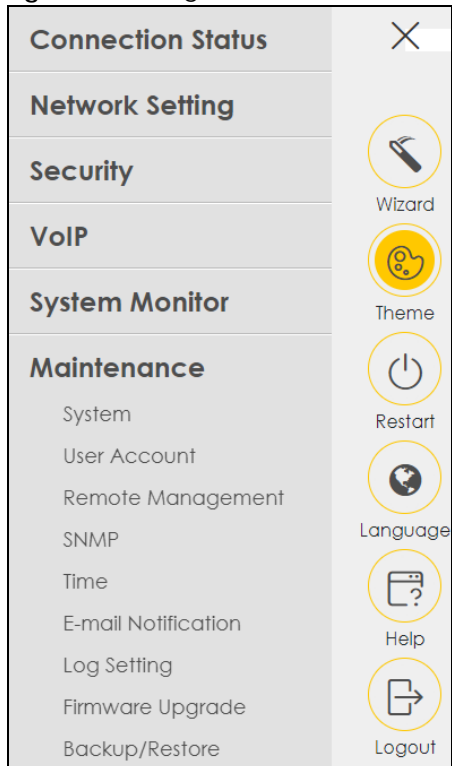 Connection Status
Network Setting
Security
VoIP
System Monitor
Maintenance
System
User Account
Remote Management
SNMP
Time
E-mail Notification
Log Setting
Firmware Upgrade
Backup/Restore
Wizard
Theme
Restart
Language
Help
Logout